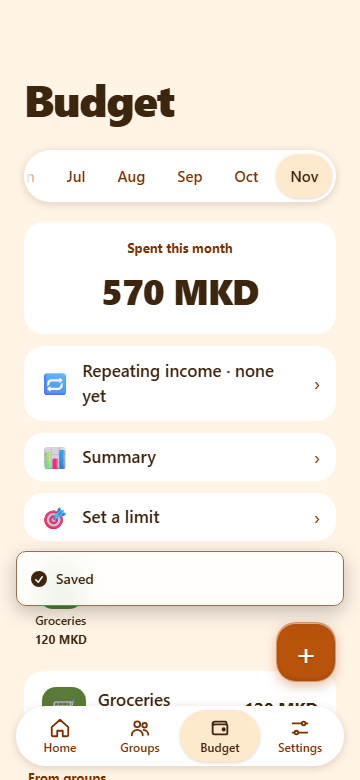 Budget
n Jul Aug Sep Oct Nov
Spent this month
570 MKD
Repeating income · none
yet
›
Summary ›
Set a limit ›
Saved
Groceries
120 MKD
+
Groceries
Home Groups Budget Settings
From groups